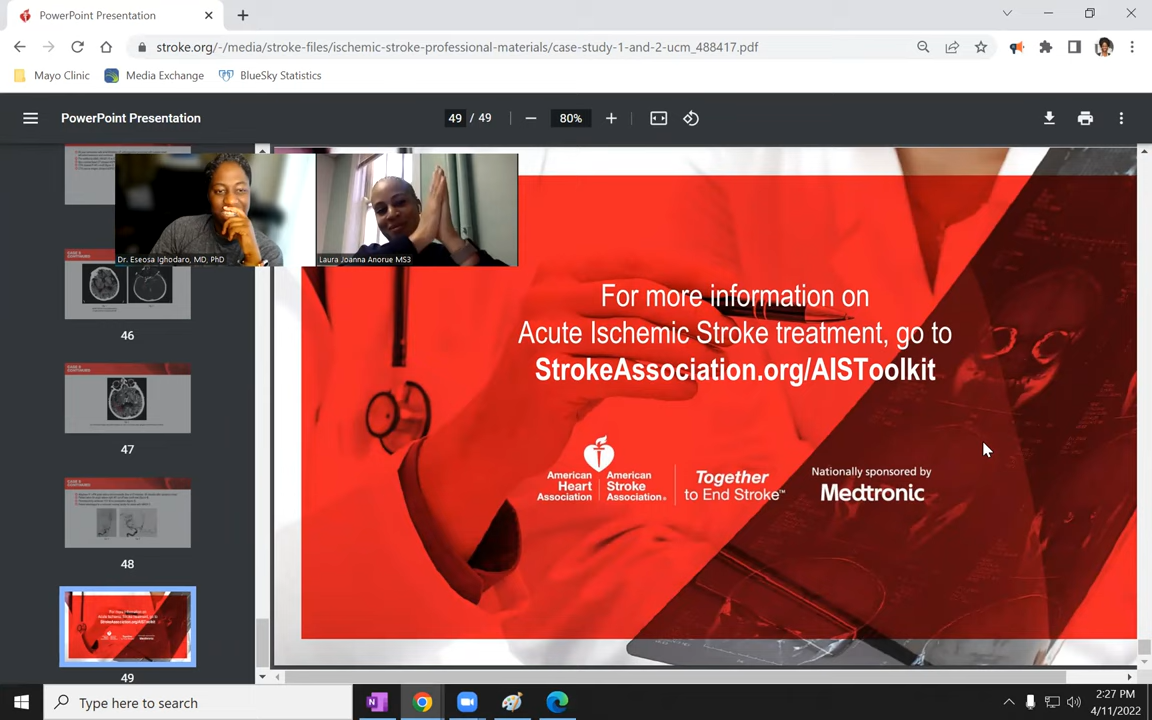 PowerPoint Presentation
stroke.org/-/media/stroke-files/ischemic-stroke-professional-materials/case-study-1-and-2-ucm_488417.pdf
Mayo Clinic
Media Exchange
BlueSky Statistics
PowerPoint Presentation
49 / 49
80%
Dr. Eseosa Ighodaro, MD, PhD
Laura Joanna Anorue MS3
46
47
48
49
For more information on
Acute Ischemic Stroke treatment, go to
StrokeAssociation.org/AISToolkit
American
Heart
Association
American
Stroke
Association®
Together
to End Stroke™
Nationally sponsored by
Medtronic
Type here to search
2:27 PM
4/11/2022